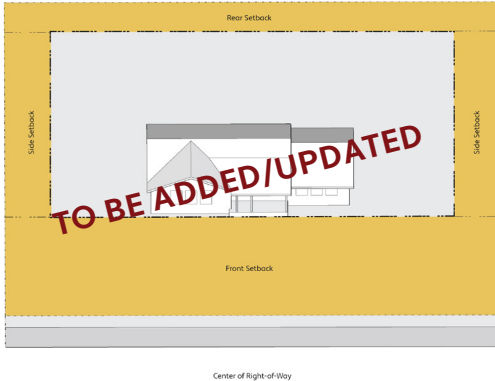 Rear Setback
Side Setback
Side Setback
TO BE ADDED/UPDATED
Front Setback
Center of Right-of-Way